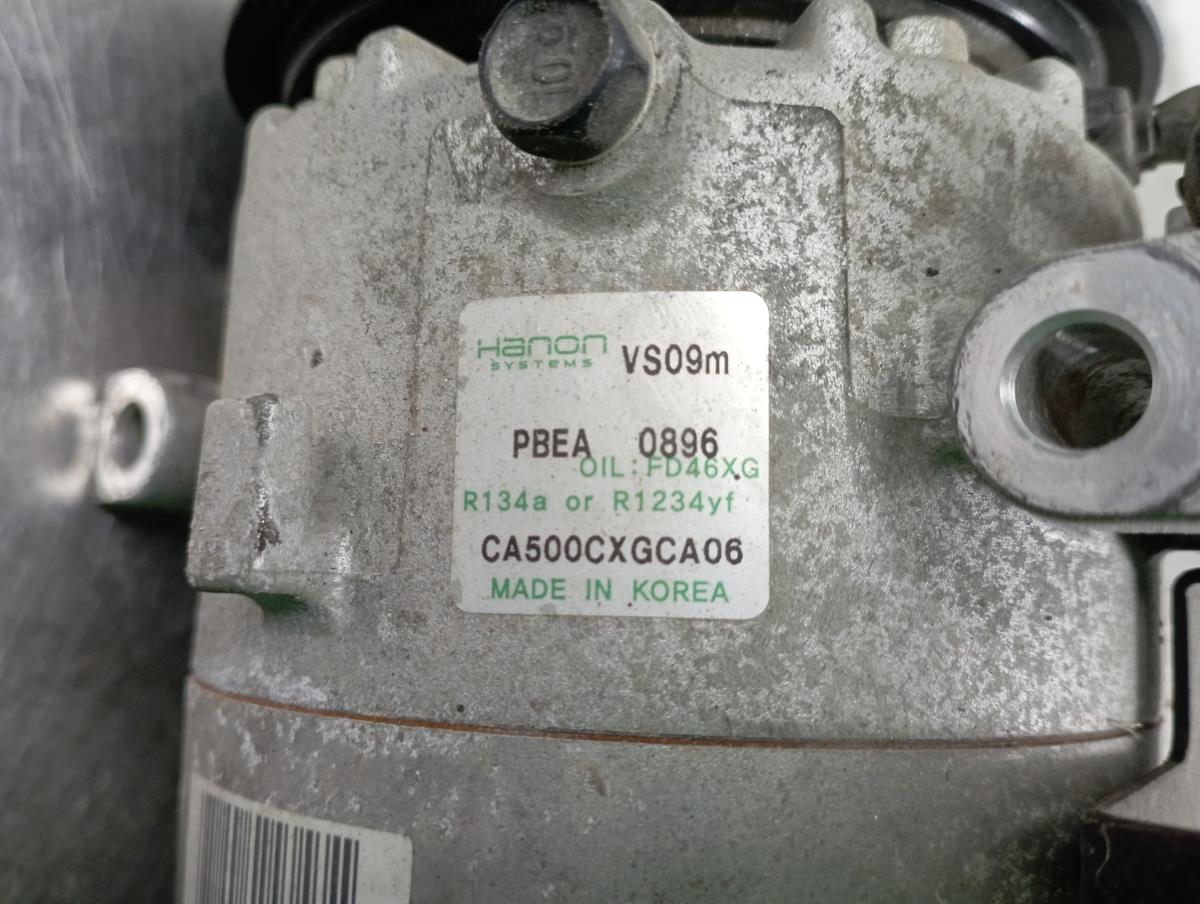 Hanon
SYSTEMS
VS09m
PBEA 0896
OIL:FD46XG
R134a or R1234yf
CA500CXGCA06
MADE IN KOREA